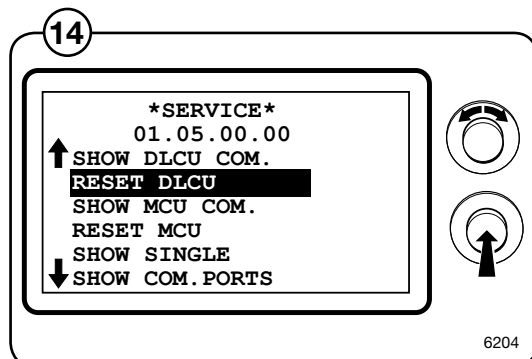 14
*SERVICE*
01.05.00.00
SHOW DLCU COM.
RESET DLCU
SHOW MCU COM.
RESET MCU
SHOW SINGLE
SHOW COM.PORTS
6204